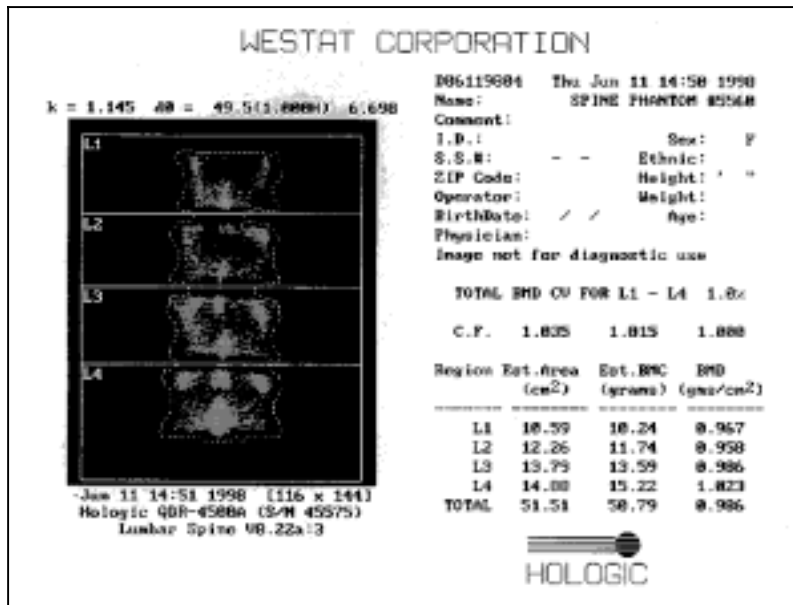 WESTAT CORPORATION
k = 1.145 d0 = 49.5(1.000H) 6.698
L1
L2
L3
L4
·Jun 11 14:51 1998 [116 x 144]
Hologic QDR-4500A (S/N 45575)
Lumbar Spine V8.22a:3
D06119804 Thu Jun 11 14:50 1998
Name: SPINE PHANTOM #5560
Comment:
I.D.: Sex: F
S.S.#: - - Ethnic:
ZIP Code: Height: ' "
Operator: Weight:
BirthDate: / / Age:
Physician:
Image not for diagnostic use
TOTAL BMD CV FOR L1 - L4 1.0%
C.F. 1.035 1.015 1.000
Region Est.Area Est.BMC BMD
(cm2) (grams) (gms/cm2)
L1 10.59 10.24 0.967
L2 12.26 11.74 0.958
L3 13.79 13.59 0.986
L4 14.88 15.22 1.023
TOTAL 51.51 50.79 0.986
HOLOGIC